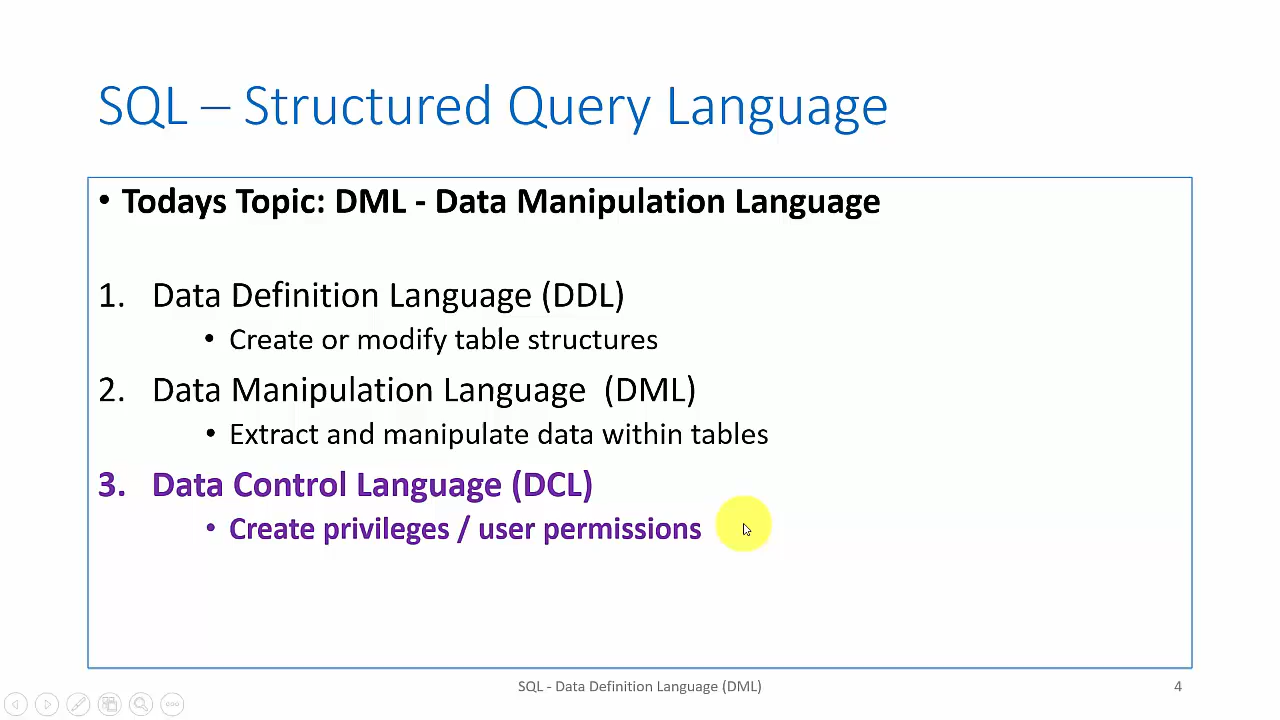 SQL – Structured Query Language
• Todays Topic: DML - Data Manipulation Language
1. Data Definition Language (DDL)
• Create or modify table structures
2. Data Manipulation Language (DML)
• Extract and manipulate data within tables
3. Data Control Language (DCL)
• Create privileges / user permissions
SQL - Data Definition Language (DML)
4